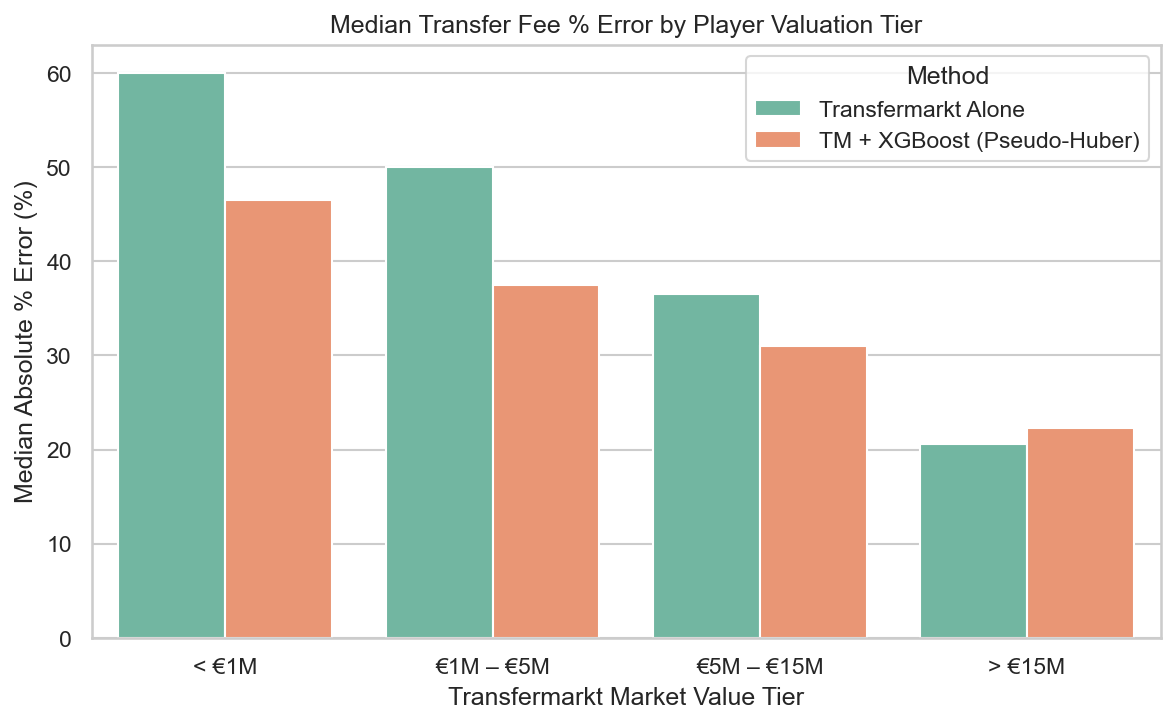 Median Transfer Fee % Error by Player Valuation Tier
Method
Transfermarkt Alone
TM + XGBoost (Pseudo-Huber)
Median Absolute % Error (%)
60
50
40
30
20
10
0
< €1M
€1M – €5M
€5M – €15M
> €15M
Transfermarkt Market Value Tier